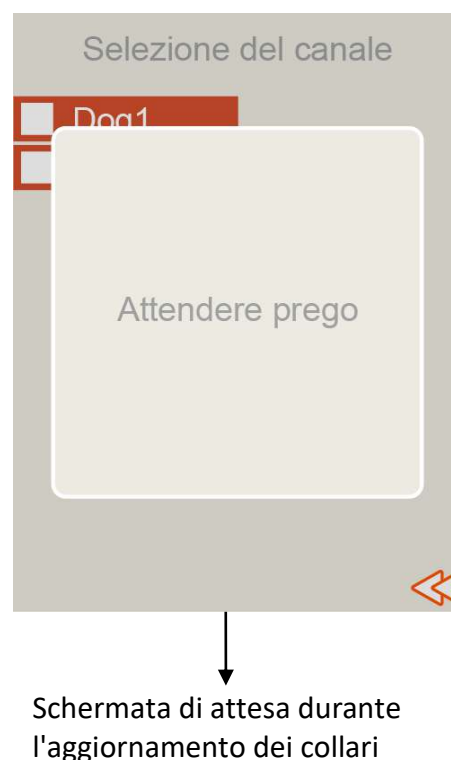 Selezione del canale
Dog1
Attendere prego
Schermata di attesa durante
l'aggiornamento dei collari